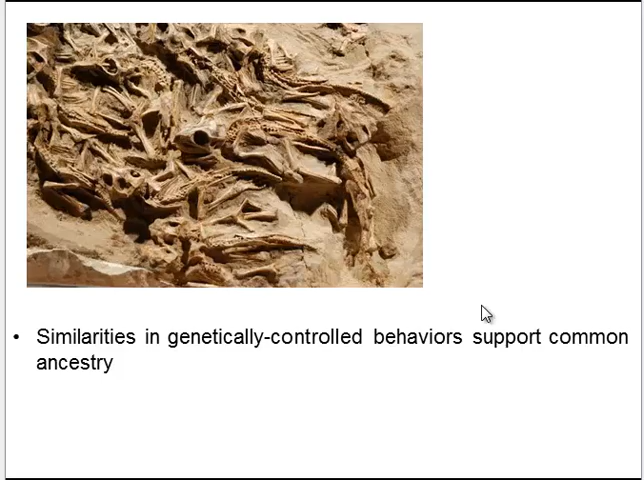 • Similarities in genetically-controlled behaviors support common
ancestry